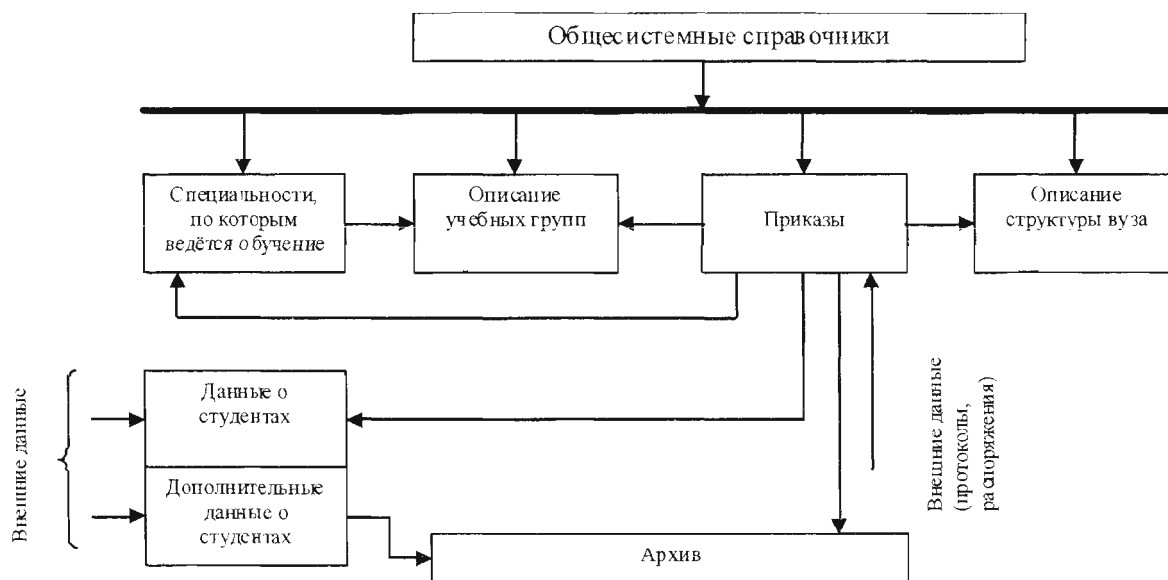 Общесистемные справочники
Специальности,
по которым
ведётся обучение
Описание
учебных групп
Приказы
Описание
структуры вуза
Внешние данные
Данные о
студентах
Дополнительные
данные о
студентах
Архив
Внешние данные
(протоколы,
распоряжения)